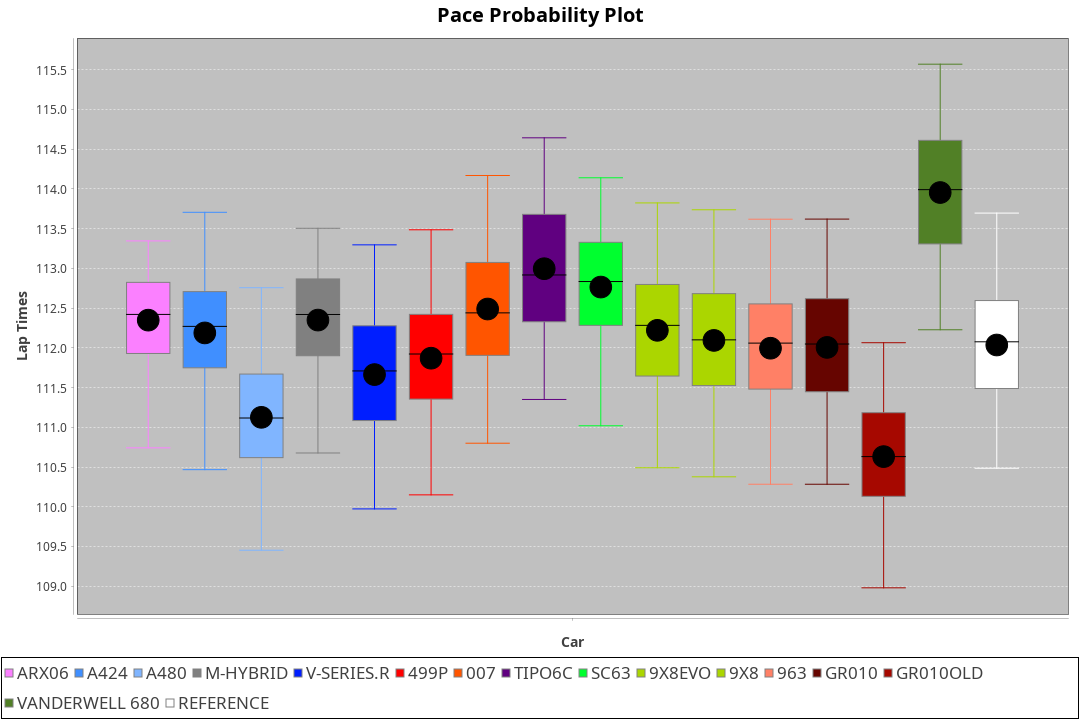 Pace Probability Plot
115.5
115.0
114.5
114.0
113.5
113.0
112.5
112.0
111.5
111.0
110.5
110.0
109.5
109.0
Lap Times
Car
ARX06 A424 A480 M-HYBRID V-SERIES.R 499P 007 TIPO6C SC63 9X8EVO 9X8 963 GR010 GR010OLD
VANDERWELL 680 REFERENCE